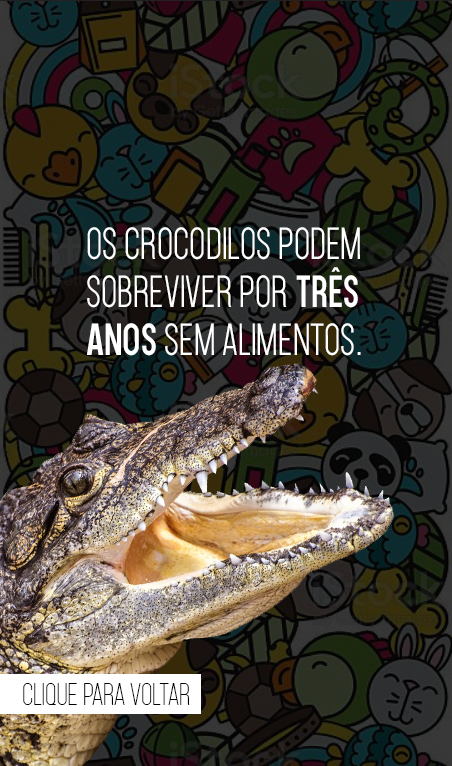 OS CROCODILOS PODEM
SOBREVIVER POR TRÊS
ANOS SEM ALIMENTOS.
CLIQUE PARA VOLTAR